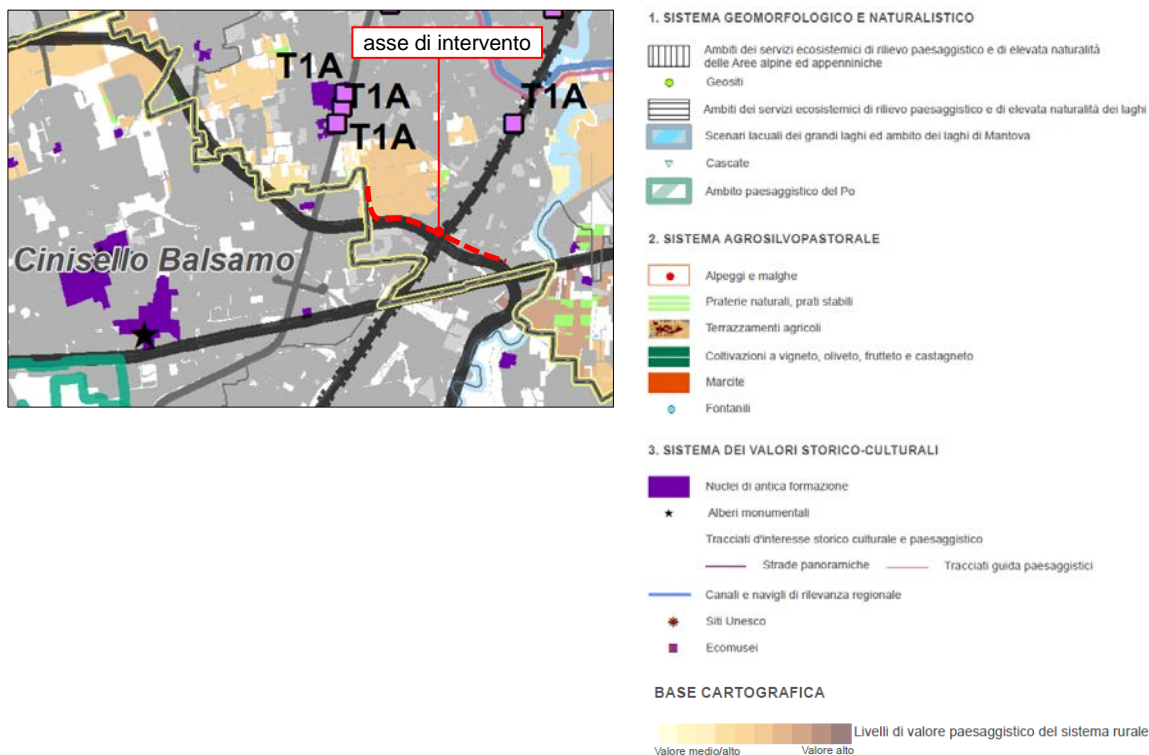 asse di intervento
T1A
T1A
T1A
T1A
Cinisello Balsamo
1. SISTEMA GEOMORFOLOGICO E NATURALISTICO
Ambiti dei servizi ecosistemici di rilievo paesaggistico e di elevata naturalità
delle Aree alpine ed appenniniche
Geositi
Ambiti dei servizi ecosistemici di rilievo paesaggistico e di elevata naturalità dei laghi
Scenari lacuali dei grandi laghi ed ambito dei laghi di Mantova
Cascate
Ambito paesaggistico del Po
2. SISTEMA AGROSILVOPASTORALE
Alpeggi e malghe
Praterie naturali, prati stabili
Terrazzamenti agricoli
Coltivazioni a vigneto, oliveto, frutteto e castagneto
Marcite
Fontanili
3. SISTEMA DEI VALORI STORICO-CULTURALI
Nuclei di antica formazione
Alberi monumentali
Tracciati d'interesse storico culturale e paesaggistico
Strade panoramiche Tracciati guida paesaggistici
Canali e navigli di rilevanza regionale
Siti Unesco
Ecomusei
BASE CARTOGRAFICA
Livelli di valore paesaggistico del sistema rurale
Valore medio/alto Valore alto